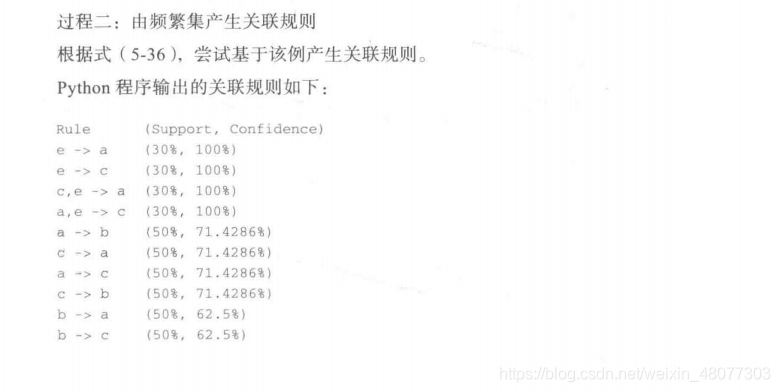 过程二：由频繁集产生关联规则
根据式（5-36），尝试基于该例产生关联规则。
Python 程序输出的关联规则如下：
Rule (Support, Confidence)
e -> a (30%, 100%)
e -> c (30%, 100%)
c,e -> a (30%, 100%)
a,e -> c (30%, 100%)
a -> b (50%, 71.4286%)
c -> a (50%, 71.4286%)
a -> c (50%, 71.4286%)
c -> b (50%, 71.4286%)
b -> a (50%, 62.5%)
b -> c (50%, 62.5%)
https://blog.csdn.net/weixin_48077303